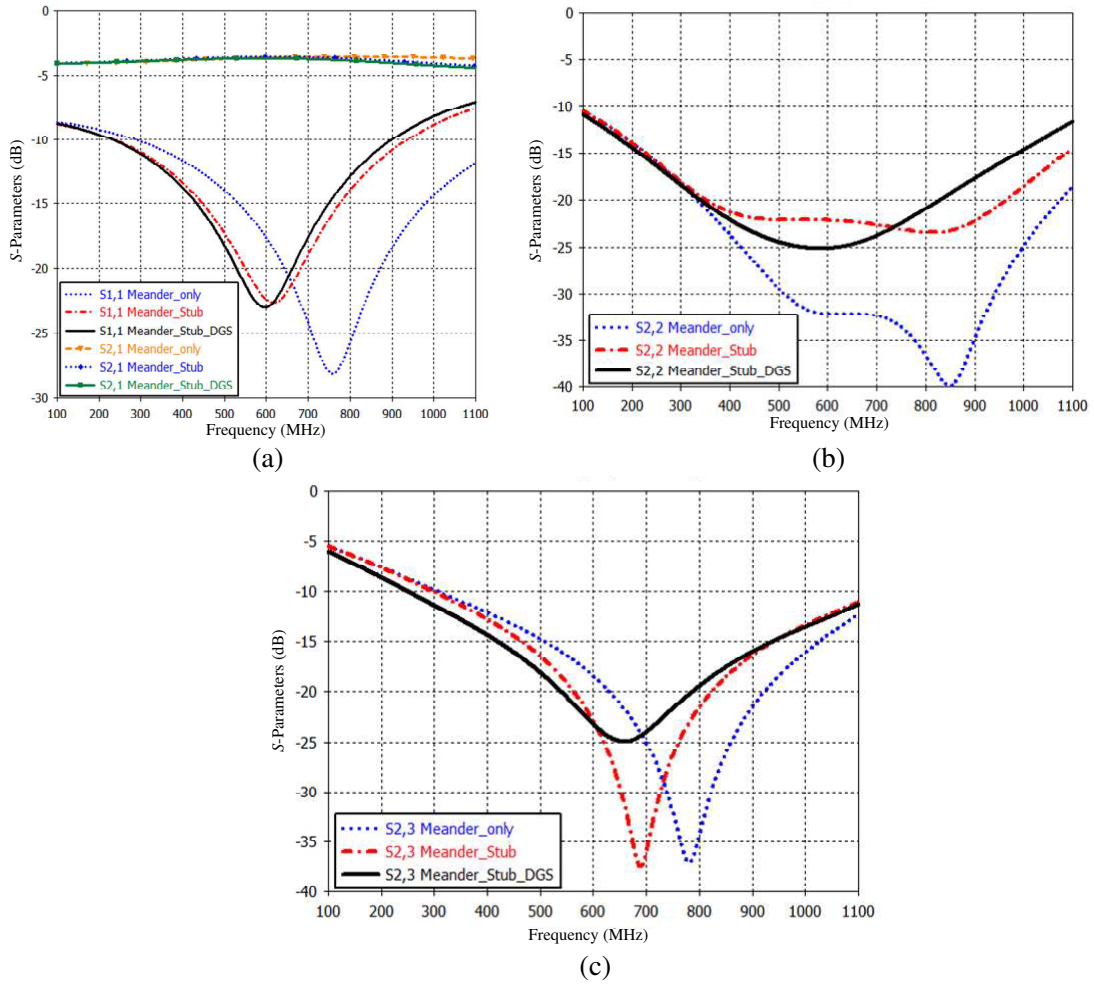 0
-5
-10
-15
-20
-25
-30
S-Parameters (dB)
S1,1 Meander_only
S1,1 Meander_Stub
S1,1 Meander_Stub_DGS
S2,1 Meander_only
S2,1 Meander_Stub
S2,1 Meander_Stub_DGS
100 200 300 400 500 600 700 800 900 1000 1100
Frequency (MHz)
(a)
0
-5
-10
-15
-20
-25
-30
-35
-40
S-Parameters (dB)
S2,2 Meander_only
S2,2 Meander_Stub
S2,2 Meander_Stub_DGS
100 200 300 400 500 600 700 800 900 1000 1100
Frequency (MHz)
(b)
0
-5
-10
-15
-20
-25
-30
-35
-40
S-Parameters (dB)
S2,3 Meander_only
S2,3 Meander_Stub
S2,3 Meander_Stub_DGS
100 200 300 400 500 600 700 800 900 1000 1100
Frequency (MHz)
(c)